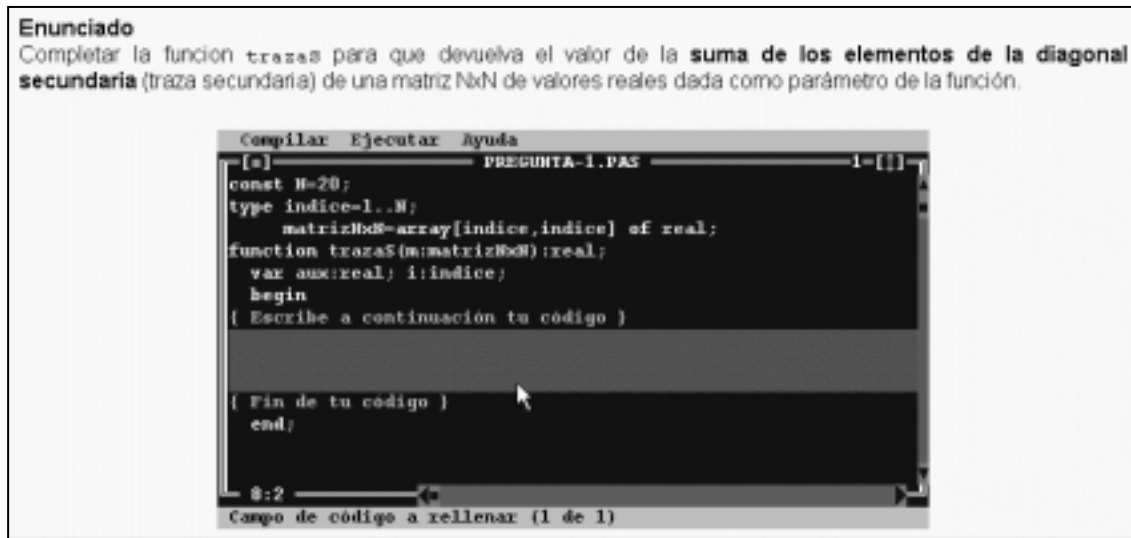 Enunciado
Completar la funcion trazaS para que devuelva el valor de la suma de los elementos de la diagonal
secundaria (traza secundaria) de una matriz NxN de valores reales dada como parámetro de la función.
Compilar Ejecutar Ayuda
PREGUNTA-1.PAS 1-[↕]
const N=20;
type indice=1..N;
matrizNxN=array[indice,indice] of real;
function trazaS(m:matrizNxN):real;
var aux:real; i:indice;
begin
{ Escribe a continuación tu código }
{ Fin de tu código }
end;
8:2
Campo de código a rellenar (1 de 1)